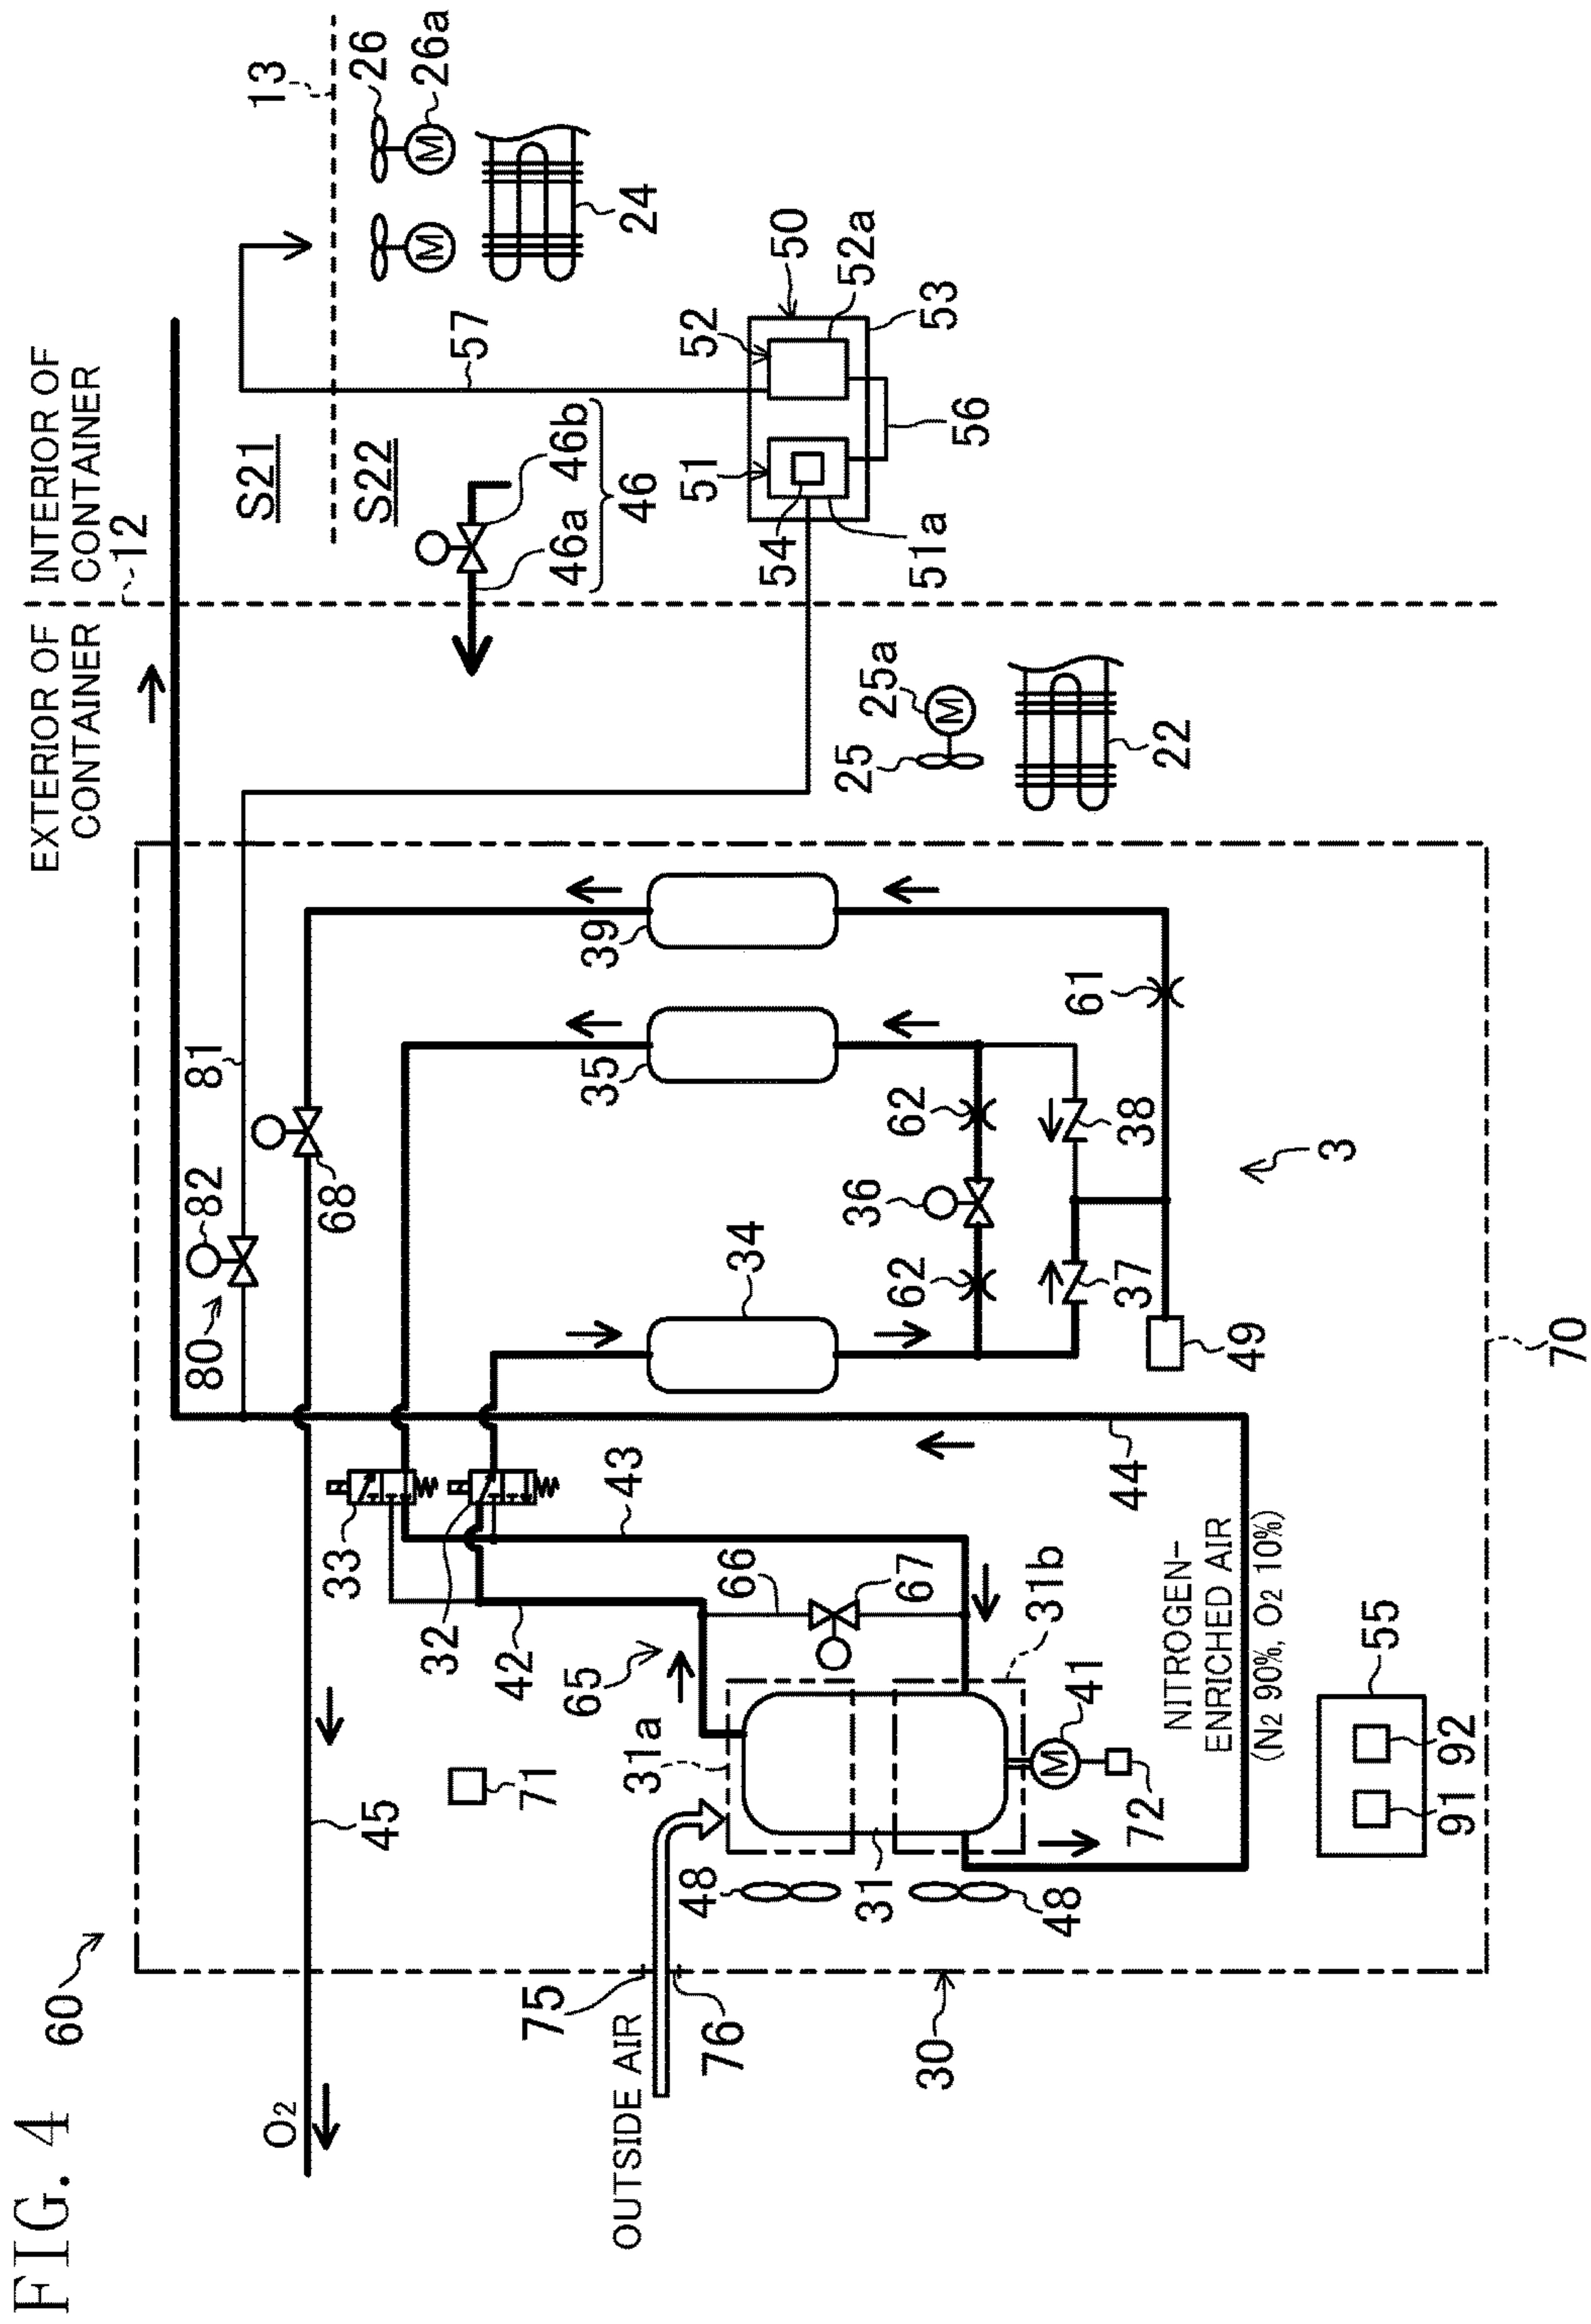 FIG. 4
60
EXTERIOR OF
CONTAINER
INTERIOR OF
CONTAINER
12
13
S21
S22
26
26a
M
M
24
57
46a
46b
46
50
52
52a
53
51
51a
54
56
25
25a
M
22
O2
45
80
82
81
68
33
32
42
43
39
35
34
71
65
66
67
62
36
62
38
37
61
49
3
44
OUTSIDE AIR
75
76
48
48
31a
31
31b
M
41
72
NITROGEN-
ENRICHED AIR
(N2 90%, O2 10%)
30
55
91
92
70